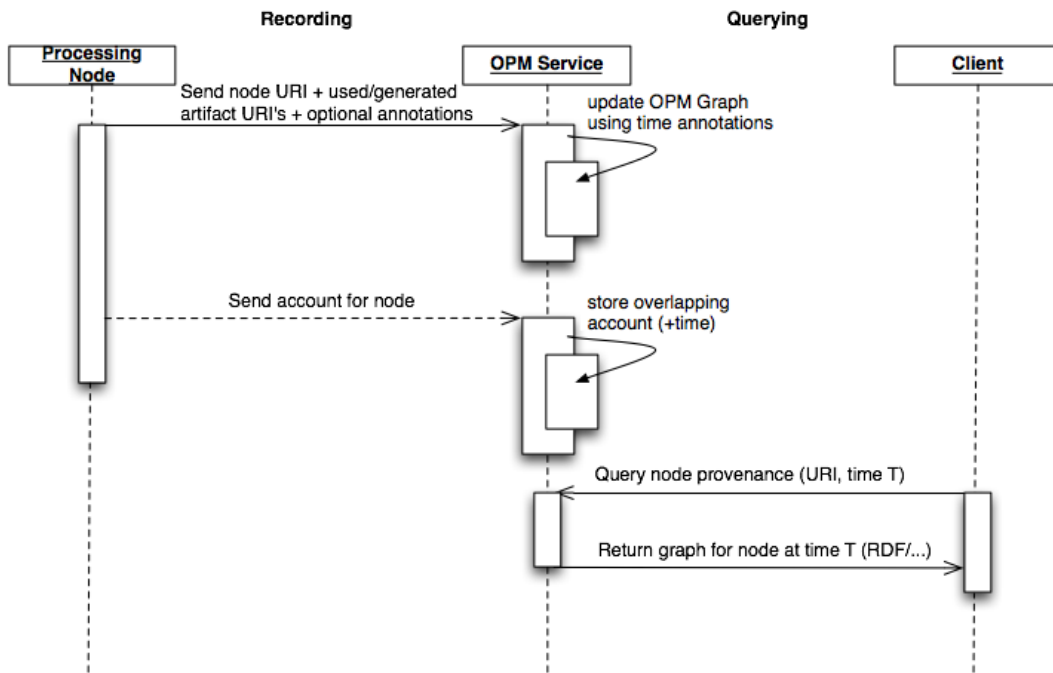 Recording
Querying
Processing
Node
OPM Service
Client
Send node URI + used/generated
artifact URI's + optional annotations
update OPM Graph
using time annotations
Send account for node
store overlapping
account (+time)
Query node provenance (URI, time T)
Return graph for node at time T (RDF/...)